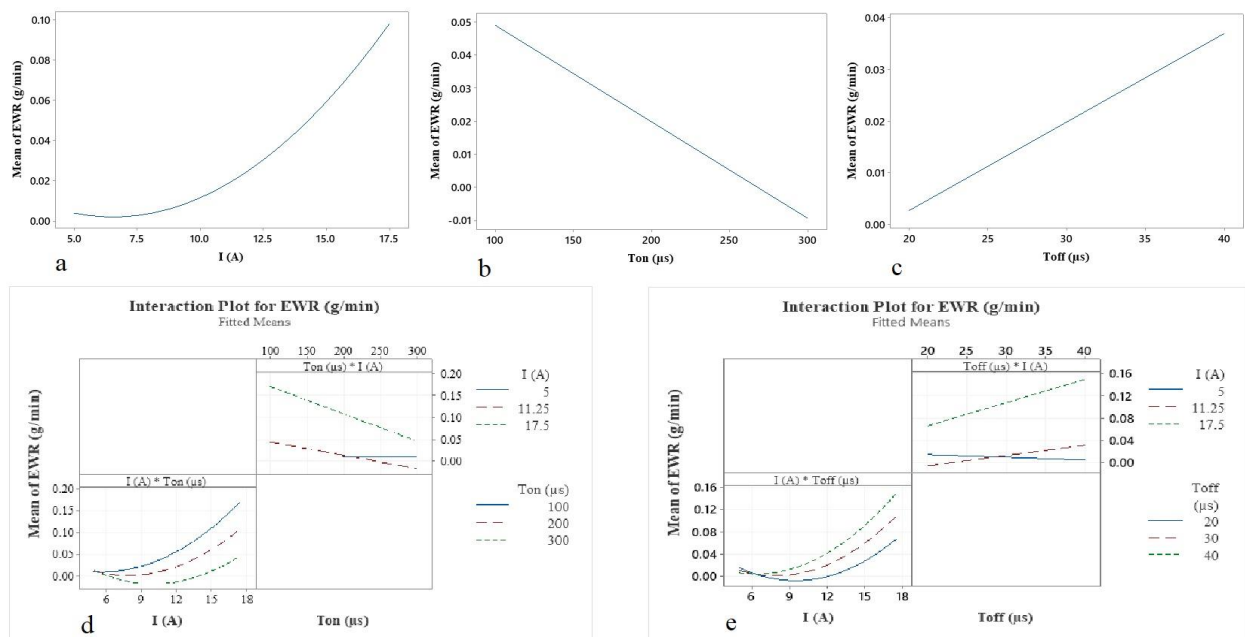 Mean of EWR (g/min)
0.10
0.08
0.06
0.04
0.02
0.00
5.0 7.5 10.0 12.5 15.0 17.5
I (A)
a
Mean of EWR (g/min)
0.05
0.04
0.03
0.02
0.01
0.00
-0.01
100 150 200 250 300
Ton (µs)
b
Mean of EWR (g/min)
0.04
0.03
0.02
0.01
0.00
20 25 30 35 40
Toff (µs)
c
Interaction Plot for EWR (g/min)
Fitted Means
100 150 200 250 300
Ton (µs) * I (A)
0.20
0.15
0.10
0.05
0.00
I (A)
5
11.25
17.5
Mean of EWR (g/min)
I (A) * Ton (µs)
0.20
0.15
0.10
0.05
0.00
6 9 12 15 18
Ton (µs)
100
200
300
d
I (A)
Ton (µs)
Interaction Plot for EWR (g/min)
Fitted Means
20 25 30 35 40
Toff (µs) * I (A)
0.16
0.12
0.08
0.04
0.00
I (A)
5
11.25
17.5
Mean of EWR (g/min)
I (A) * Toff (µs)
0.16
0.12
0.08
0.04
0.00
6 9 12 15 18
Toff
(µs)
20
30
40
e
I (A)
Toff (µs)